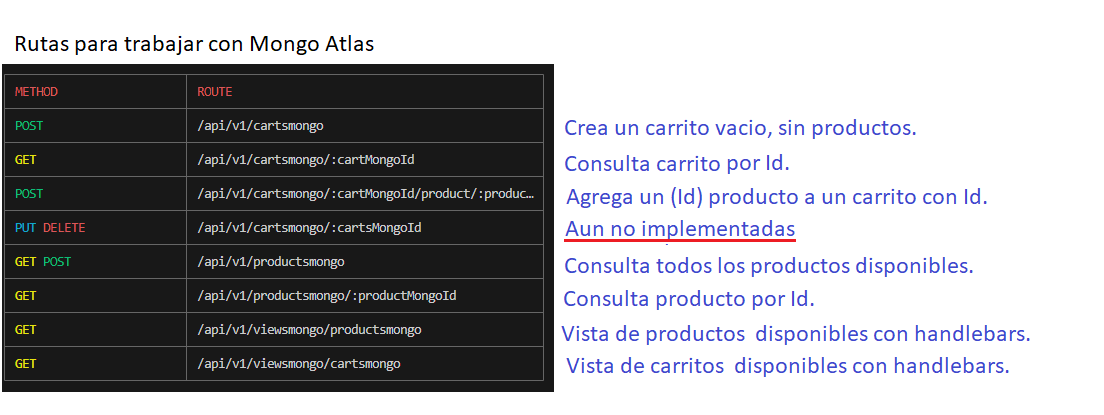 Rutas para trabajar con Mongo Atlas
METHOD ROUTE
POST /api/v1/cartsmongo Crea un carrito vacio, sin productos.
GET /api/v1/cartsmongo/:cartMongoId Consulta carrito por Id.
POST /api/v1/cartsmongo/:cartMongoId/product/:produc… Agrega un (Id) producto a un carrito con Id.
PUT DELETE /api/v1/cartsmongo/:cartsMongoId Aun no implementadas
GET POST /api/v1/productsmongo Consulta todos los productos disponibles.
GET /api/v1/productsmongo/:productMongoId Consulta producto por Id.
GET /api/v1/viewsmongo/productsmongo Vista de productos disponibles con handlebars.
GET /api/v1/viewsmongo/cartsmongo Vista de carritos disponibles con handlebars.